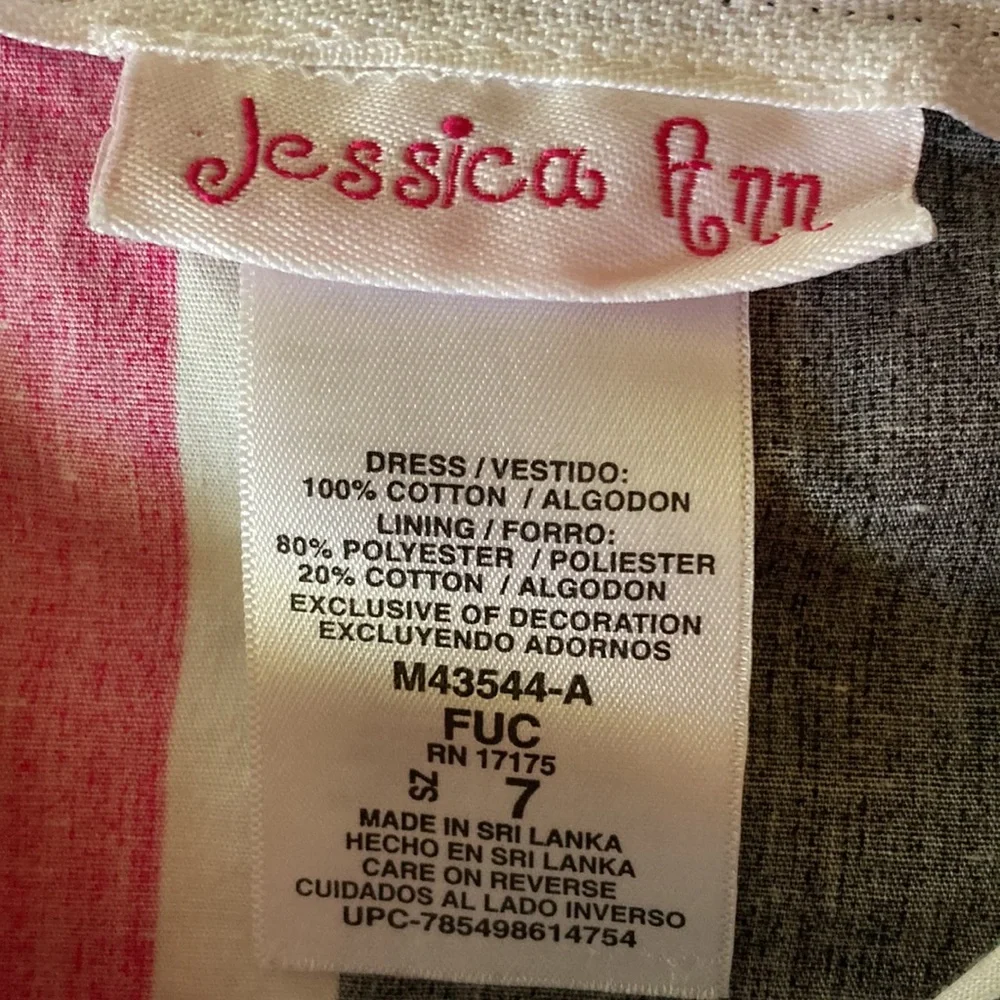 Jessica Ann
DRESS / VESTIDO:
100% COTTON / ALGODON
LINING / FORRO:
80% POLYESTER / POLIESTER
20% COTTON / ALGODON
EXCLUSIVE OF DECORATION
EXCLUYENDO ADORNOS
M43544-A
FUC
RN 17175
SZ 7
MADE IN SRI LANKA
HECHO EN SRI LANKA
CARE ON REVERSE
CUIDADOS AL LADO INVERSO
UPC-785498614754